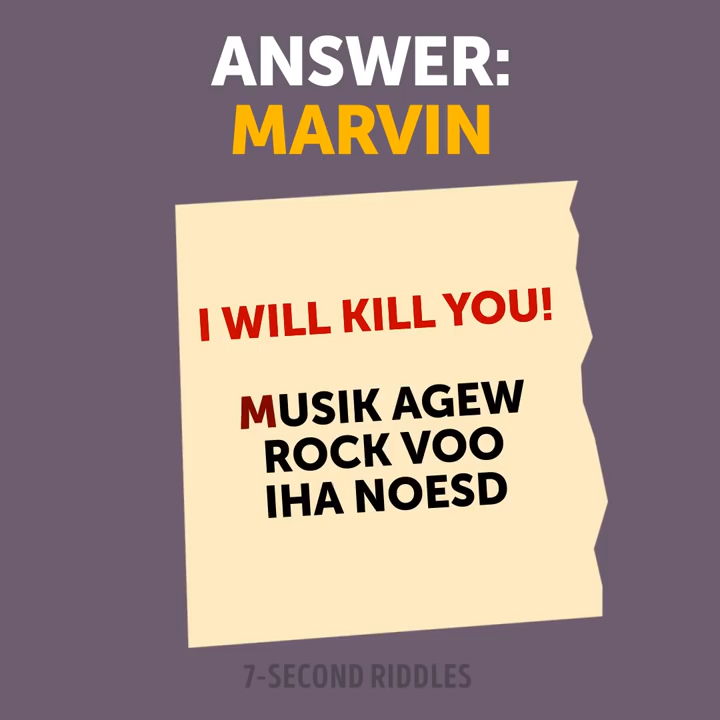 ANSWER:
MARVIN
I WILL KILL YOU!
MUSIK AGEW
ROCK VOO
IHA NOESD
7-SECOND RIDDLES